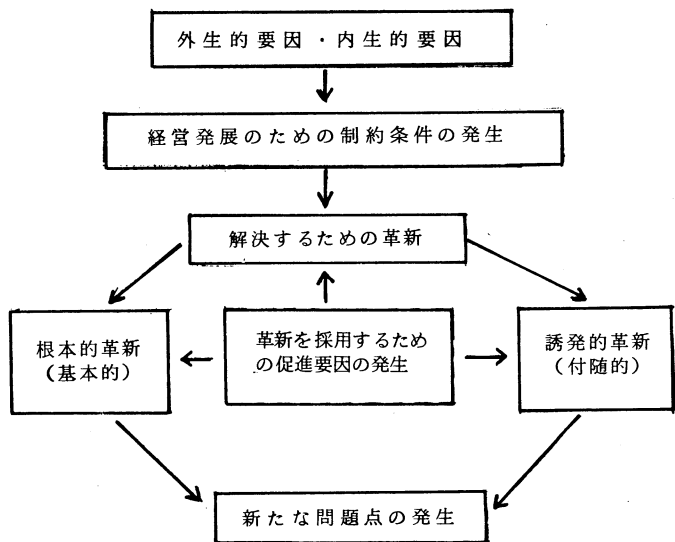 外生的要因・内生的要因
経営発展のための制約条件の発生
解決するための革新
根本的革新
(基本的)
革新を採用するため
の促進要因の発生
誘発的革新
(付随的)
新たな問題点の発生